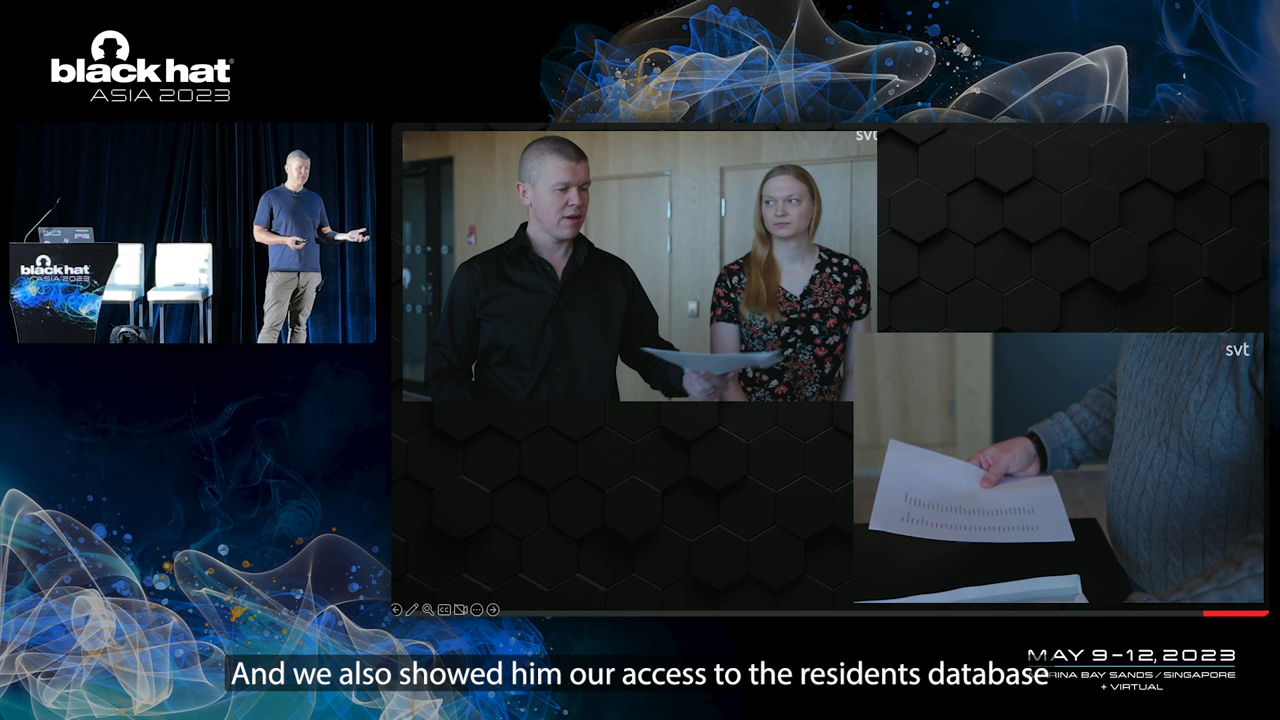 black hat
ASIA 2023
svt
svt
black hat
ASIA 2023
And we also showed him our access to the residents database
MAY 9-12, 2023
BAY SANDS / SINGAPORE
+ VIRTUAL